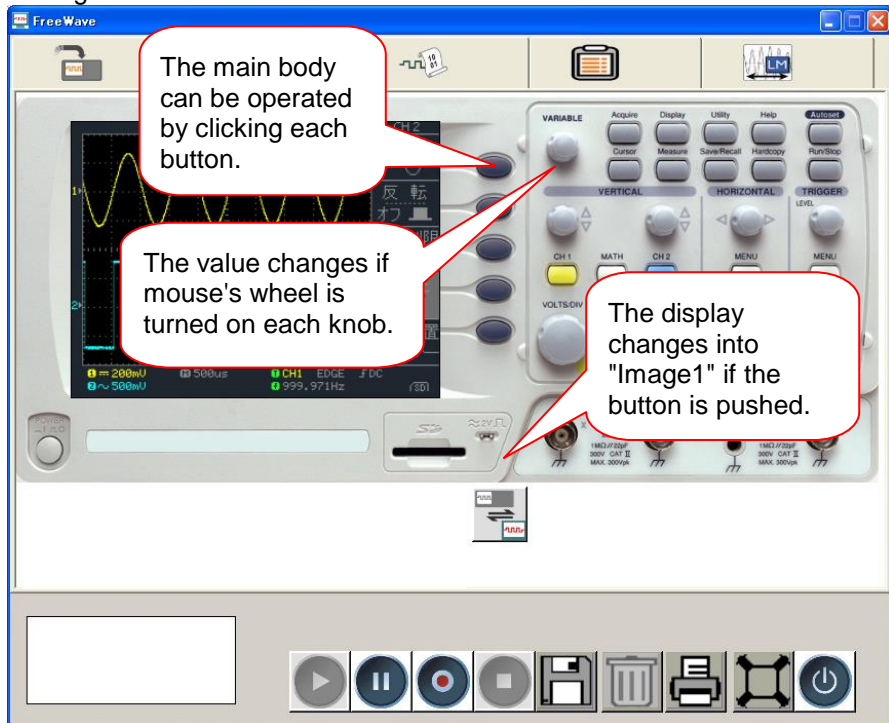 FreeWave
The main body
can be operated
by clicking each
button.
LM
CH 2
反 転
オフ
The value changes if
mouse's wheel is
turned on each knob.
200mV
500us
CH1 EDGE DC
500mV
999.971Hz
VARIABLE
Acquire Display Utility Help Autoset
Cursor Measure Save/Recall Hardcopy Run/Stop
VERTICAL HORIZONTAL TRIGGER
LEVEL
CH 1 MATH CH 2 MENU MENU
VOLTS/DIV
The display
changes into
"Image1" if the
button is pushed.
POWER
≈2V
1MΩ//22pF
300V CAT II
MAX. 300Vpk
1MΩ//22pF
300V CAT II
MAX. 300Vpk